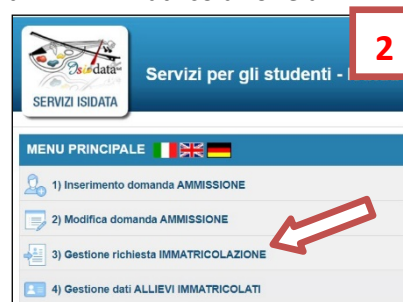 2
Isidata
Servizi per gli studenti -
SERVIZI ISIDATA
MENU PRINCIPALE
1) Inserimento domanda AMMISSIONE
2) Modifica domanda AMMISSIONE
3) Gestione richiesta IMMATRICOLAZIONE
4) Gestione dati ALLIEVI IMMATRICOLATI